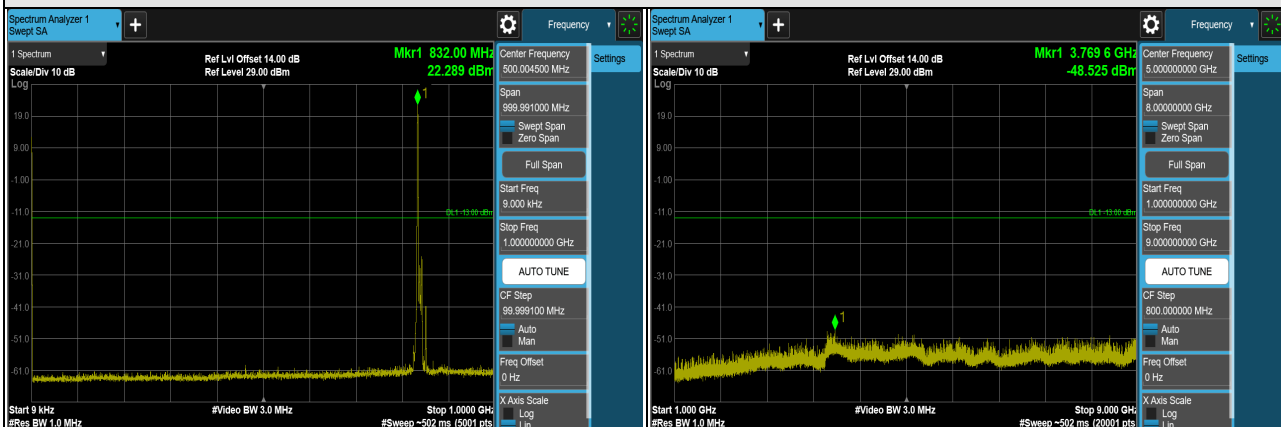 Spectrum Analyzer 1
Swept SA
+
Frequency
1 Spectrum
Scale/Div 10 dB
Log
Ref Lvl Offset 14.00 dB
Ref Level 29.00 dBm
Mkr1 832.00 MHz
22.289 dBm
1
19.0
9.00
-1.00
-11.0
-21.0
-31.0
-41.0
-51.0
-61.0
DL1 -13.00 dBm
Start 9 kHz
#Res BW 1.0 MHz
#Video BW 3.0 MHz
Stop 1.0000 GHz
#Sweep ~502 ms (5001 pts
Center Frequency
500.004500 MHz
Settings
Span
999.991000 MHz
Swept Span
Zero Span
Full Span
Start Freq
9.000 kHz
Stop Freq
1.000000000 GHz
AUTO TUNE
CF Step
99.999100 MHz
Auto
Man
Freq Offset
0 Hz
X Axis Scale
Log
Lin
Spectrum Analyzer 1
Swept SA
+
Frequency
1 Spectrum
Scale/Div 10 dB
Log
Ref Lvl Offset 14.00 dB
Ref Level 29.00 dBm
Mkr1 3.769 6 GHz
-48.525 dBm
1
19.0
9.00
-1.00
-11.0
-21.0
-31.0
-41.0
-51.0
-61.0
DL1 -13.00 dBm
Start 1.000 GHz
#Res BW 1.0 MHz
#Video BW 3.0 MHz
Stop 9.000 GHz
#Sweep ~502 ms (20001 pts
Center Frequency
5.000000000 GHz
Settings
Span
8.00000000 GHz
Swept Span
Zero Span
Full Span
Start Freq
1.000000000 GHz
Stop Freq
9.000000000 GHz
AUTO TUNE
CF Step
800.000000 MHz
Auto
Man
Freq Offset
0 Hz
X Axis Scale
Log
Lin